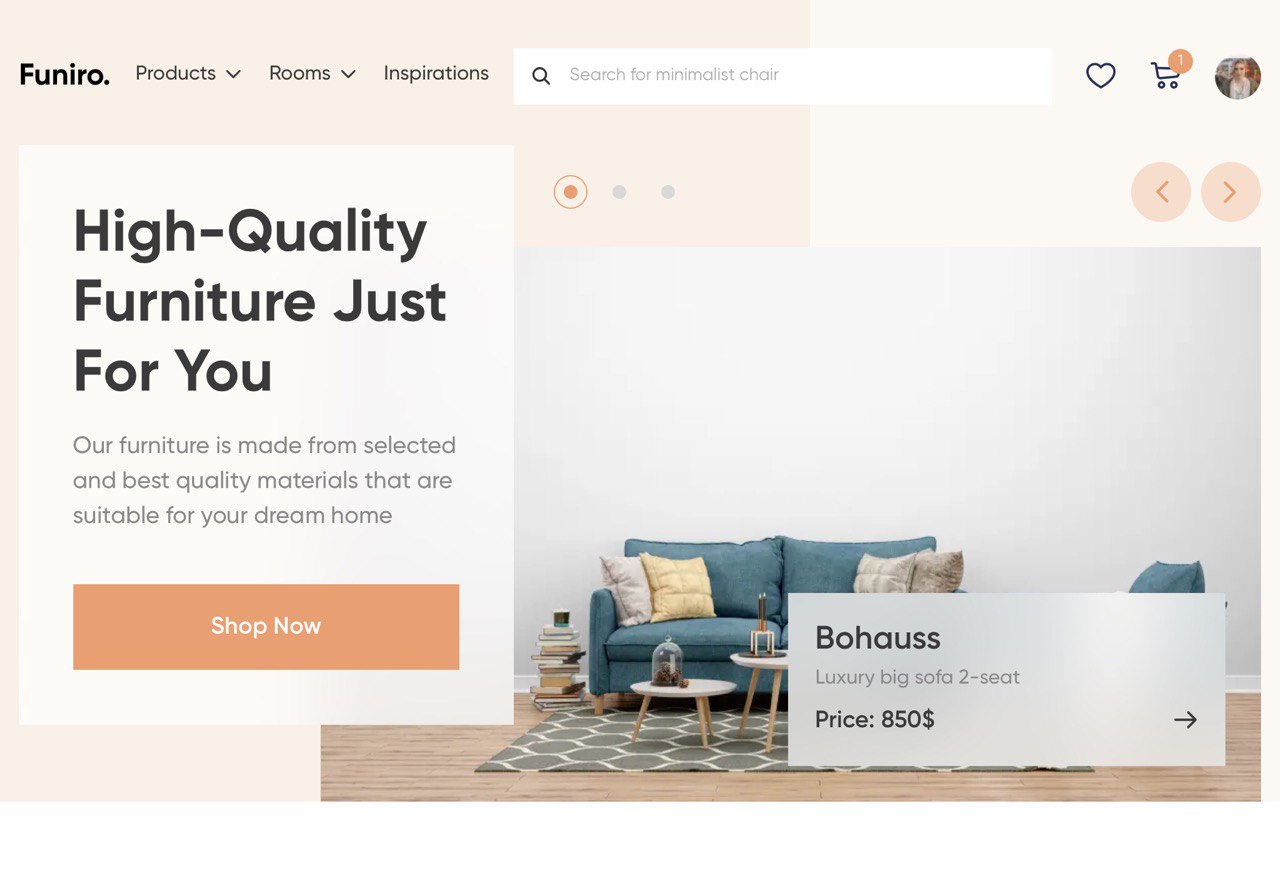 Funiro.
Products
Rooms
Inspirations
Search for minimalist chair
1
High-Quality
Furniture Just
For You
Our furniture is made from selected
and best quality materials that are
suitable for your dream home
Shop Now
Bohauss
Luxury big sofa 2-seat
Price: 850$